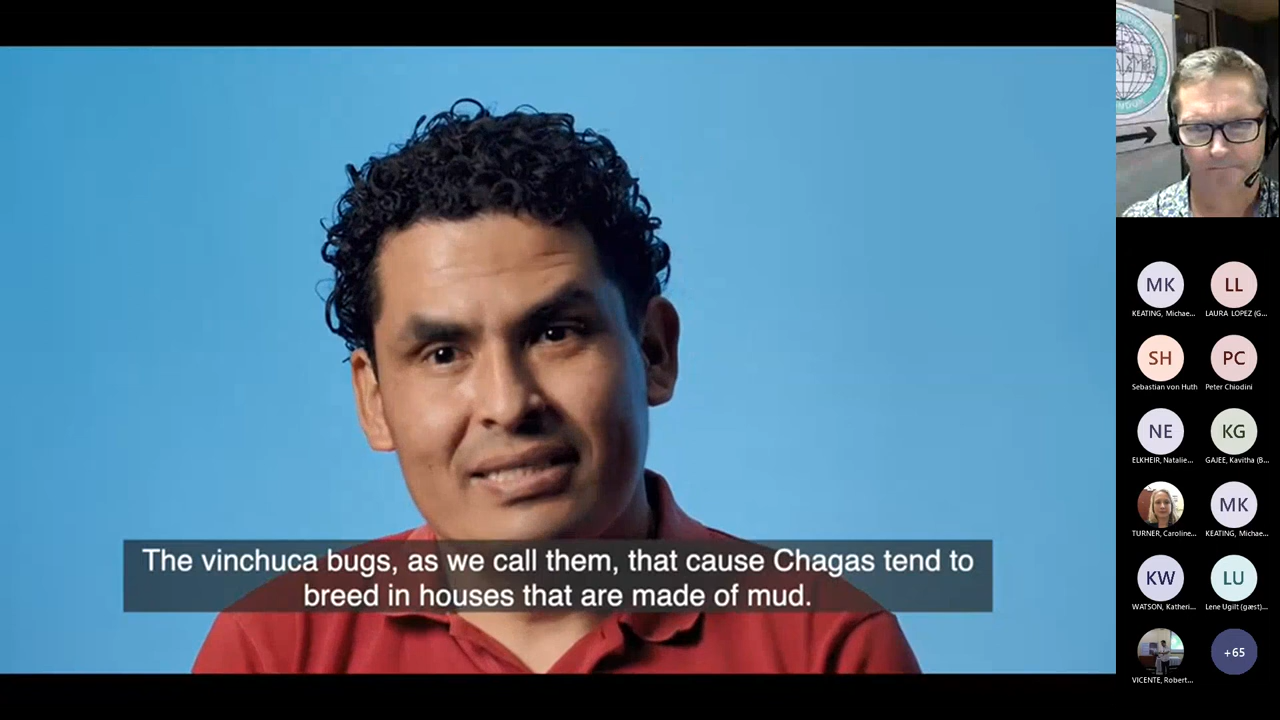 The vinchuca bugs, as we call them, that cause Chagas tend to
breed in houses that are made of mud.
MK
LL
KEATING, Michae...
LAURA LOPEZ (G...
SH
PC
Sebastian von Huth
Peter Chiodini
NE
KG
ELKHEIR, Natalie...
GAJEE, Kavitha (B...
MK
TURNER, Caroline...
KEATING, Michae...
KW
LU
WATSON, Katheri...
Lene Ugilt (gæst)...
+65
VICENTE, Robert...